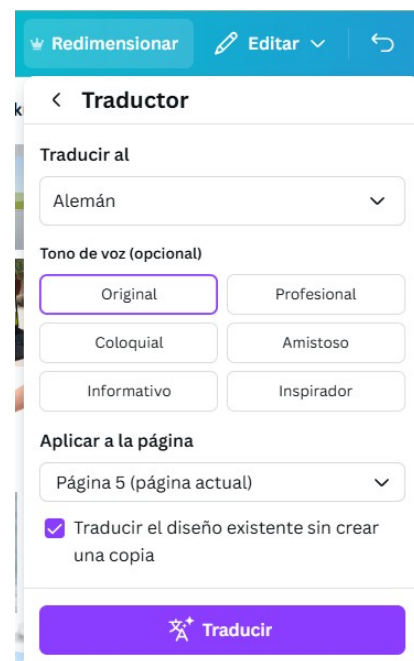 Redimensionar Editar
Traductor
Traducir al
Alemán
Tono de voz (opcional)
Original Profesional
Coloquial Amistoso
Informativo Inspirador
Aplicar a la página
Página 5 (página actual)
Traducir el diseño existente sin crear
una copia
Traducir